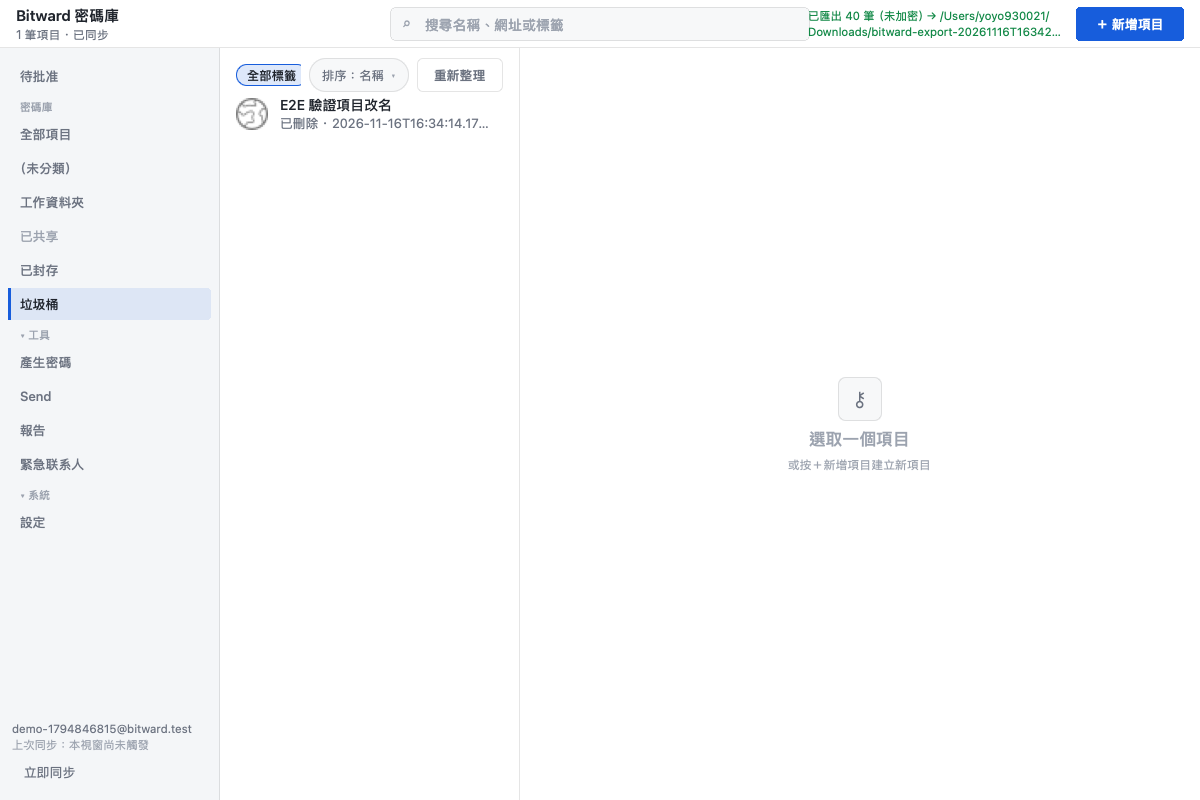 Bitward 密碼庫
1 筆項目 · 已同步
搜尋名稱、網址或標籤
已匯出 40 筆 (未加密) → /Users/yoyo930021/
Downloads/bitward-export-20261116T16342...
+ 新增項目
待批准
密碼庫
全部項目
(未分類)
工作資料夾
已共享
已封存
垃圾桶
工具
產生密碼
Send
報告
緊急联系人
系統
設定
demo-1794846815@bitward.test
上次同步：本視窗尚未觸發
立即同步
全部標籤
排序：名稱
重新整理
E2E 驗證項目改名
已刪除 · 2026-11-16T16:34:14.17...
選取一個項目
或按＋新增項目建立新項目